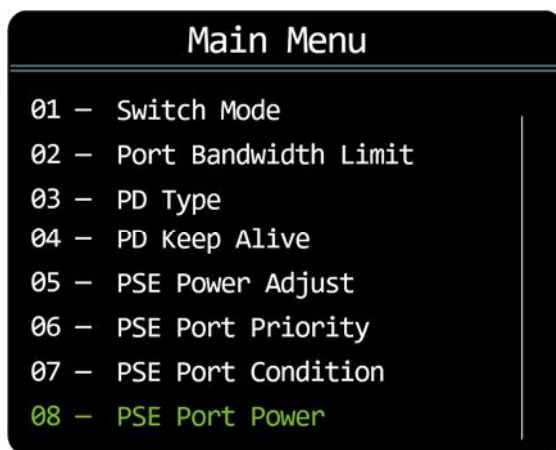 Main Menu
01 — Switch Mode
02 — Port Bandwidth Limit
03 — PD Type
04 — PD Keep Alive
05 — PSE Power Adjust
06 — PSE Port Priority
07 — PSE Port Condition
08 — PSE Port Power